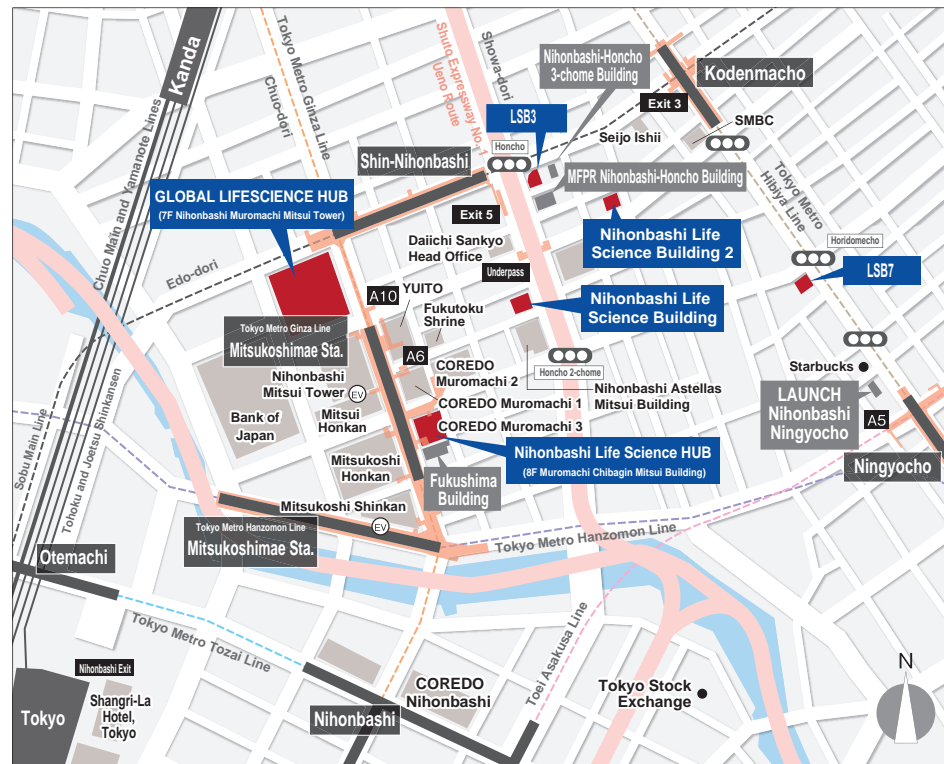 Kanda
Chuo Main and Yamanote Lines
Tokyo Metro Ginza Line
Chuo-dori
Shuto Expressway No. 1
Ueno Route
Showa-dori
Nihonbashi-Honcho
3-chome Building
Kodenmacho
Exit 3
SMBC
Seijo Ishii
LSB3
Honcho
Shin-Nihonbashi
MFPR Nihonbashi-Honcho Building
Tokyo Metro
Hibiya Line
GLOBAL LIFESCIENCE HUB
(7F Nihonbashi Muromachi Mitsui Tower)
Exit 5
Daiichi Sankyo
Head Office
Nihonbashi Life
Science Building 2
Horidomecho
LSB7
Edo-dori
Underpass
A10
YUITO
Fukutoku
Shrine
Nihonbashi Life
Science Building
Tokyo Metro Ginza Line
Mitsukoshimae Sta.
A6
COREDO
Muromachi 2
Honcho 2-chome
Starbucks
Nihonbashi
Mitsui Tower
EV
COREDO Muromachi 1
Nihonbashi Astellas
Mitsui Building
LAUNCH
Nihonbashi
Ningyocho
A5
Bank of
Japan
Mitsui
Honkan
COREDO Muromachi 3
Nihonbashi Life Science HUB
(8F Muromachi Chibagin Mitsui Building)
Ningyocho
Mitsukoshi
Honkan
Fukushima
Building
Sobu Main Line
Tohoku and Joetsu Shinkansen
Mitsukoshi Shinkan
EV
Tokyo Metro Hanzomon Line
Mitsukoshimae Sta.
Tokyo Metro Hanzomon Line
Otemachi
Tokyo Metro Tozai Line
Toei Asakusa Line
Nihonbashi Exit
Shangri-La
Hotel,
Tokyo
Tokyo
Nihonbashi
COREDO
Nihonbashi
Tokyo Stock
Exchange
N